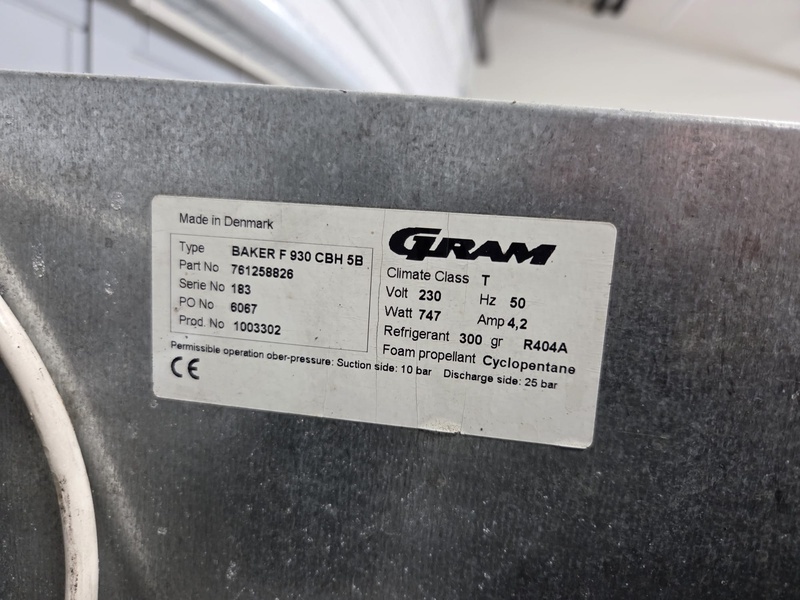 Made in Denmark
Type BAKER F 930 CBH 5B
Part No 761258826
Serie No 183
PO No 6067
Prod. No 1003302
GRAM
Climate Class T
Volt 230 Hz 50
Watt 747 Amp 4,2
Refrigerant 300 gr R404A
Foam propellant Cyclopentane
Permissible operation ober-pressure: Suction side: 10 bar Discharge side: 25 bar
CE